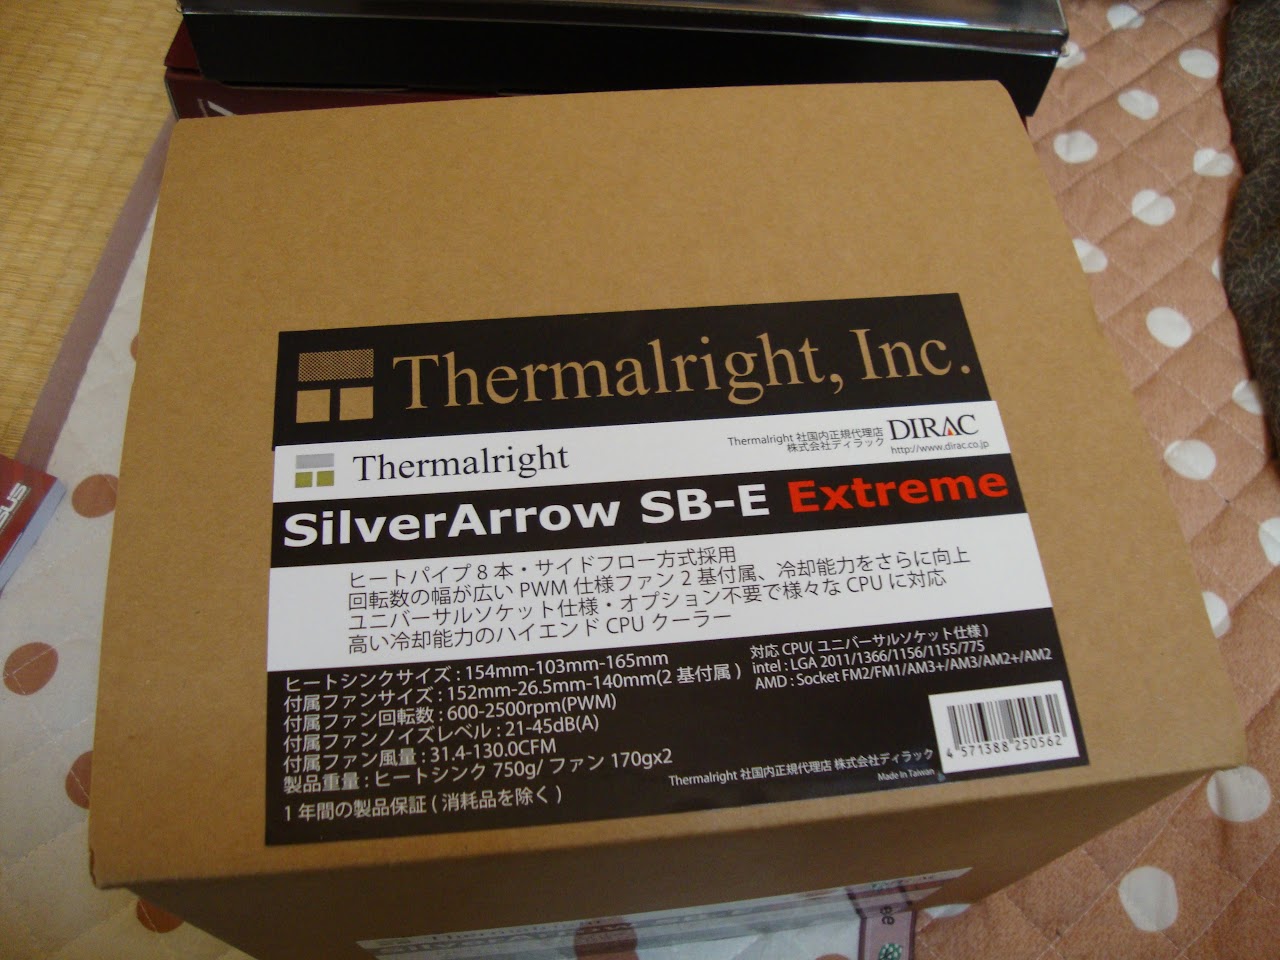 Thermalright, Inc.
Thermalright
Thermalright 社国内正規代理店
株式会社ディラック
DIRAC
http://www.dirac.co.jp
SilverArrow SB-E Extreme
ヒートパイプ 8 本・サイドフロー方式採用
回転数の幅が広い PWM 仕様ファン 2 基付属、冷却能力をさらに向上
ユニバーサルソケット仕様・オプション不要で様々な CPU に対応
高い冷却能力のハイエンド CPU クーラー
ヒートシンクサイズ : 154mm-103mm-165mm
付属ファンサイズ : 152mm-26.5mm-140mm(2 基付属 )
付属ファン回転数 : 600-2500rpm(PWM)
付属ファンノイズレベル : 21-45dB(A)
付属ファン風量 : 31.4-130.0CFM
製品重量 : ヒートシンク 750g/ ファン 170gx2
1 年間の製品保証 ( 消耗品を除く )
対応 CPU( ユニバーサルソケット仕様 )
intel : LGA 2011/1366/1156/1155/775
AMD : Socket FM2/FM1/AM3+/AM3/AM2+/AM2
4 571388 250562
Thermalright 社国内正規代理店 株式会社ディラック
Made In Taiwan